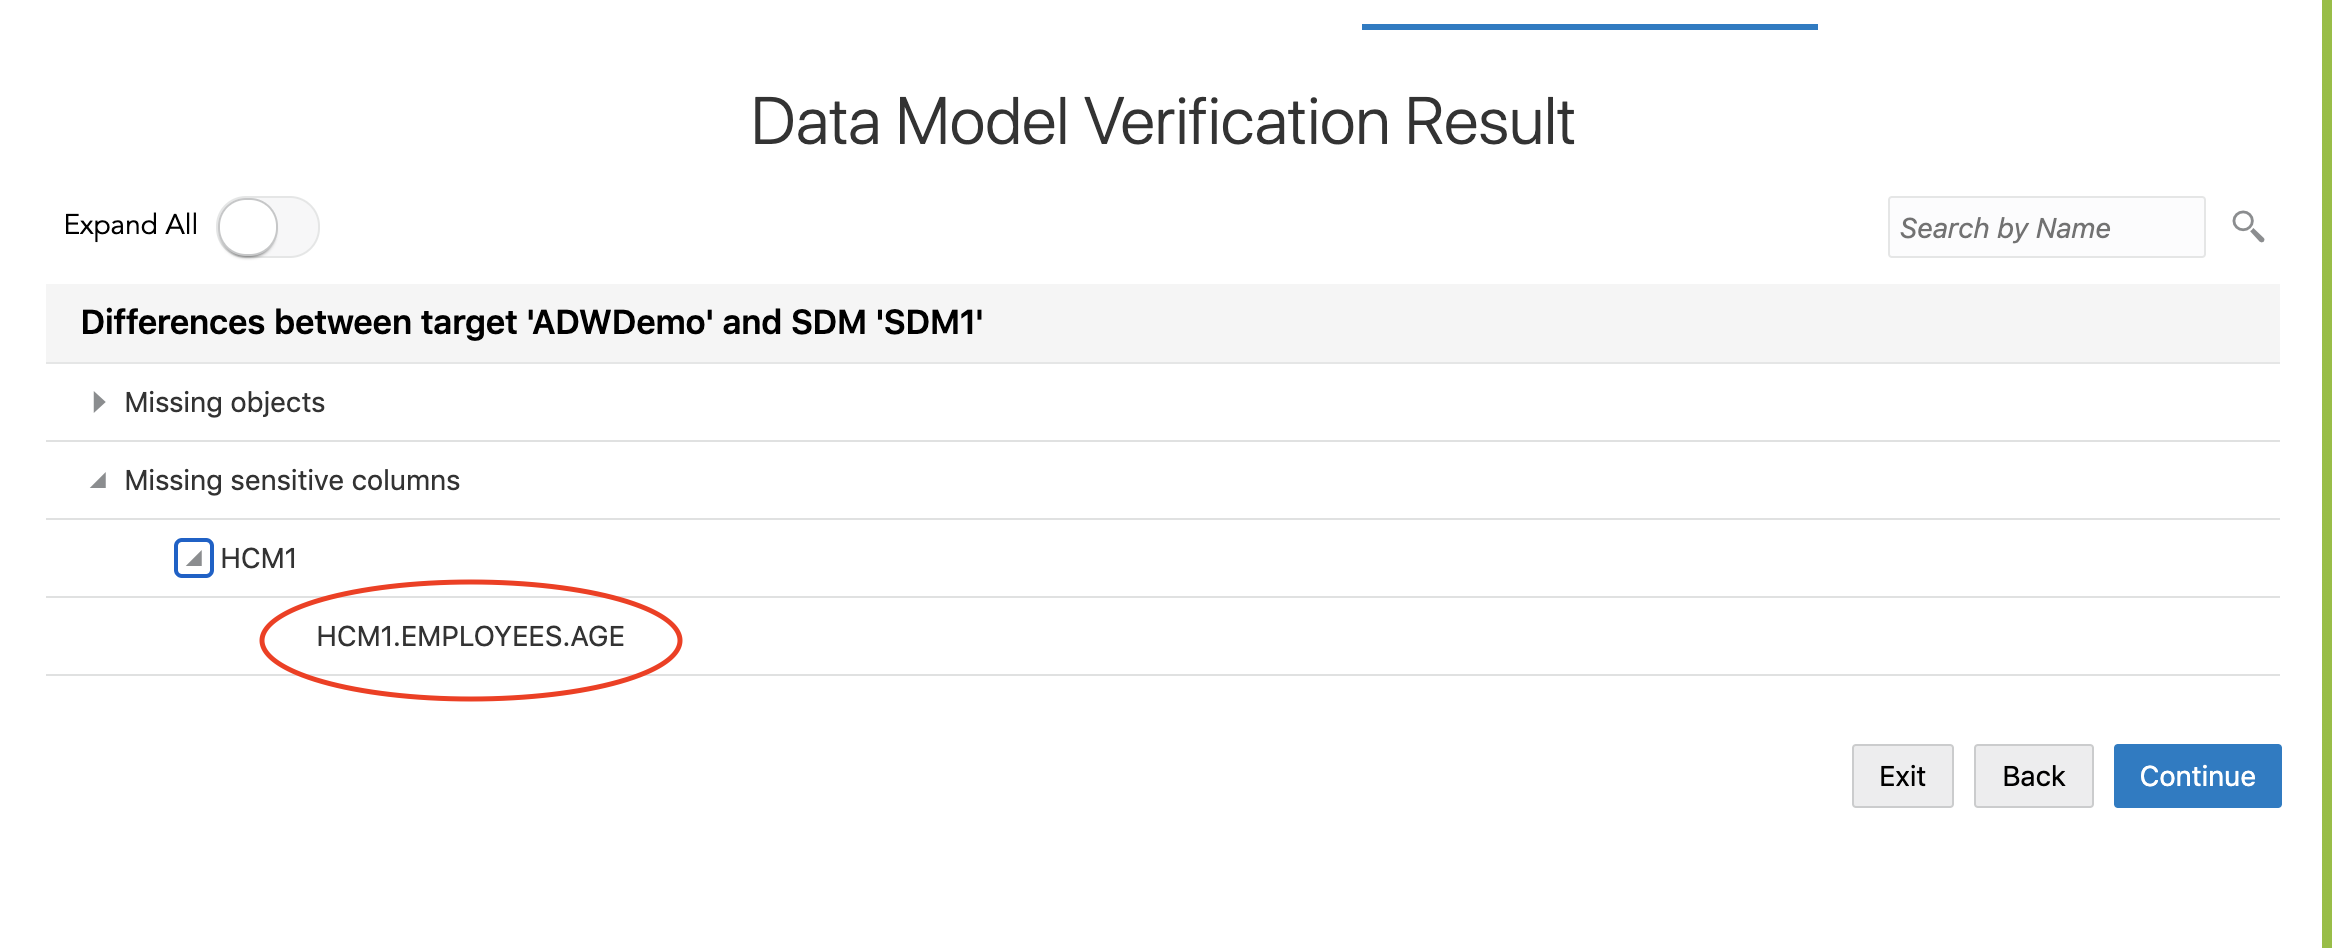 Data Model Verification Result
Expand All
Search by Name
Differences between target 'ADWDemo' and SDM 'SDM1'
Missing objects
Missing sensitive columns
HCM1
HCM1.EMPLOYEES.AGE
Exit Back Continue